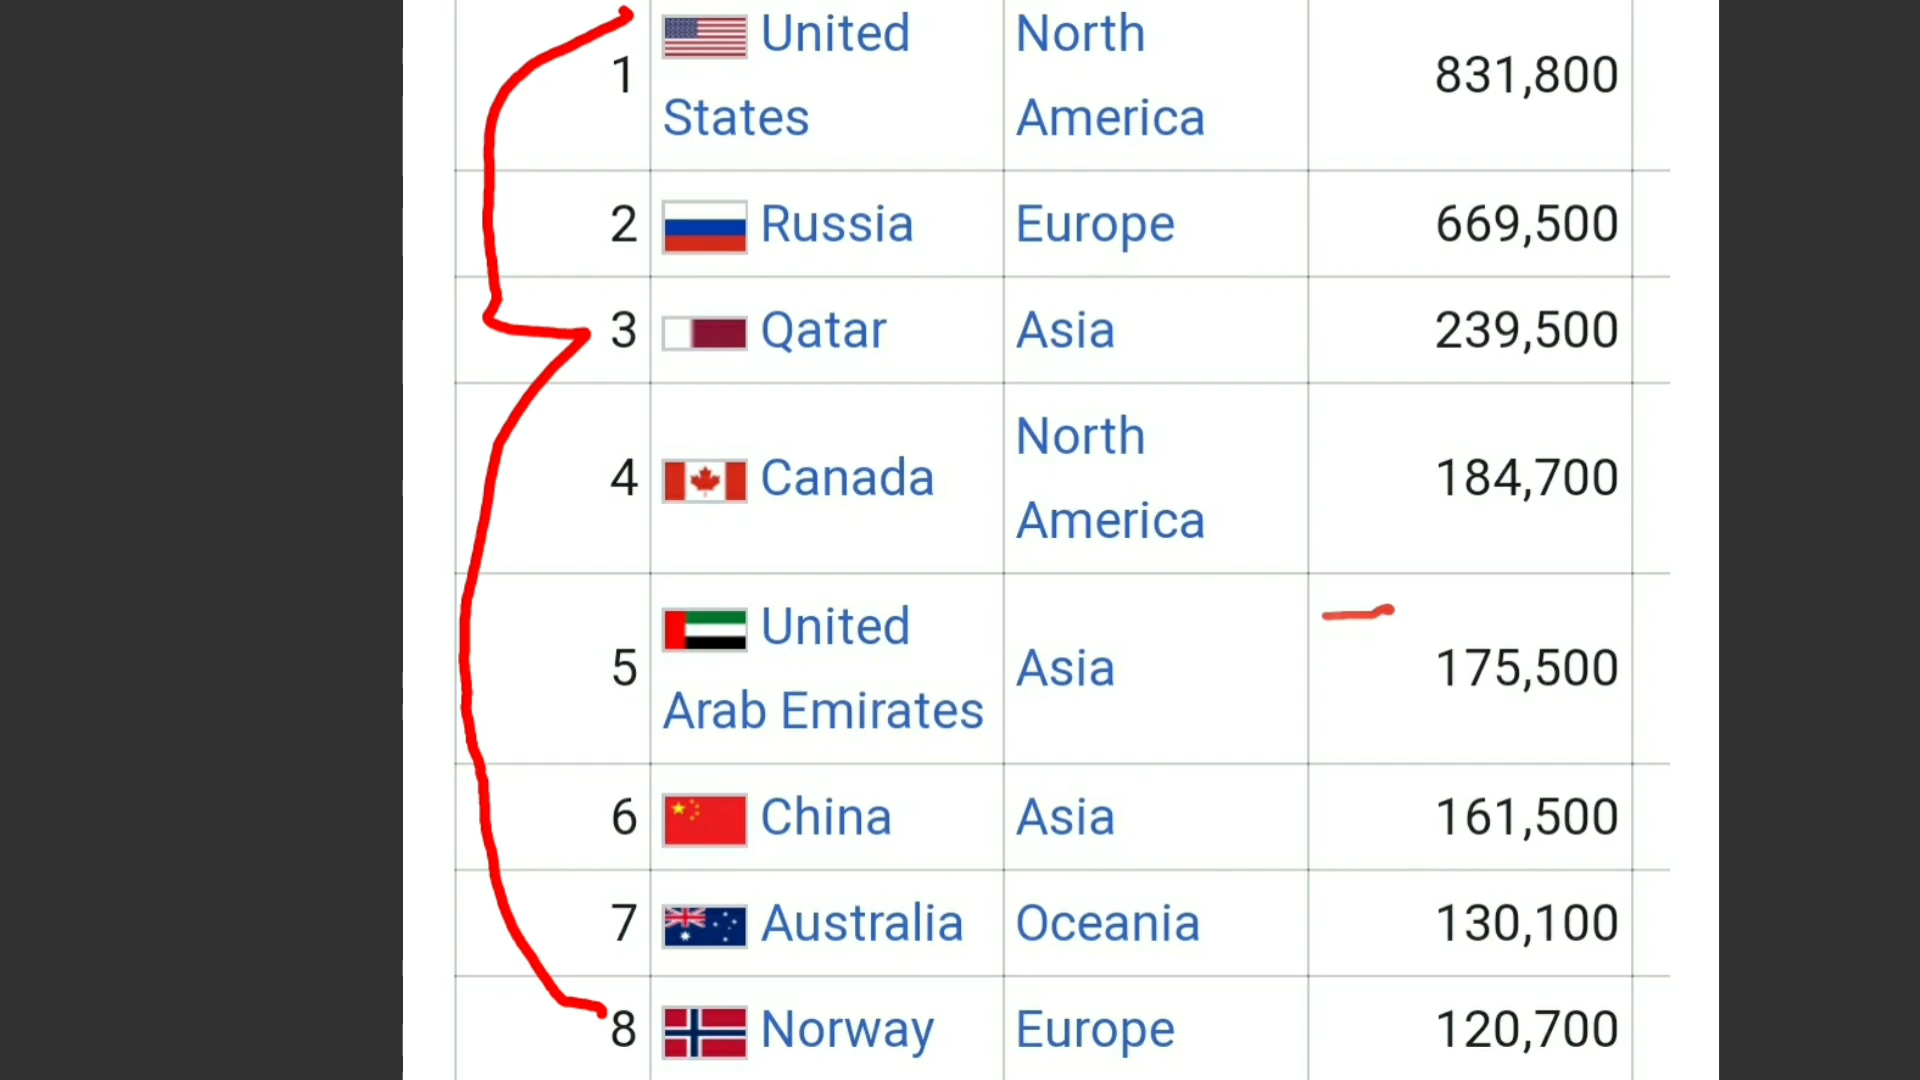 1 United States North America 831,800
2 Russia Europe 669,500
3 Qatar Asia 239,500
4 Canada North America 184,700
5 United Arab Emirates Asia 175,500
6 China Asia 161,500
7 Australia Oceania 130,100
8 Norway Europe 120,700